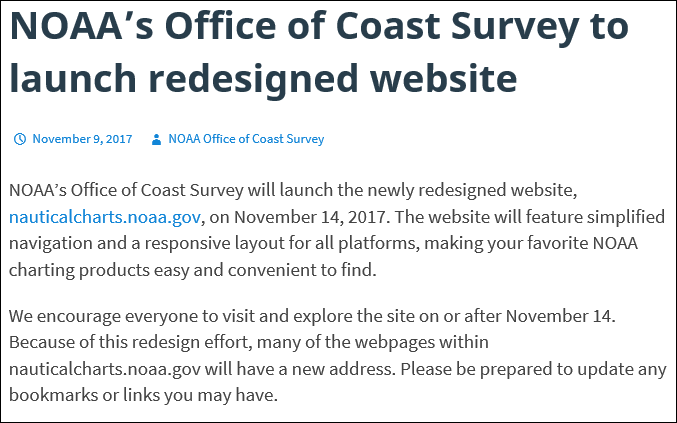 NOAA’s Office of Coast Survey to
launch redesigned website
November 9, 2017 NOAA Office of Coast Survey
NOAA’s Office of Coast Survey will launch the newly redesigned website,
nauticalcharts.noaa.gov, on November 14, 2017. The website will feature simplified
navigation and a responsive layout for all platforms, making your favorite NOAA
charting products easy and convenient to find.
We encourage everyone to visit and explore the site on or after November 14.
Because of this redesign effort, many of the webpages within
nauticalcharts.noaa.gov will have a new address. Please be prepared to update any
bookmarks or links you may have.